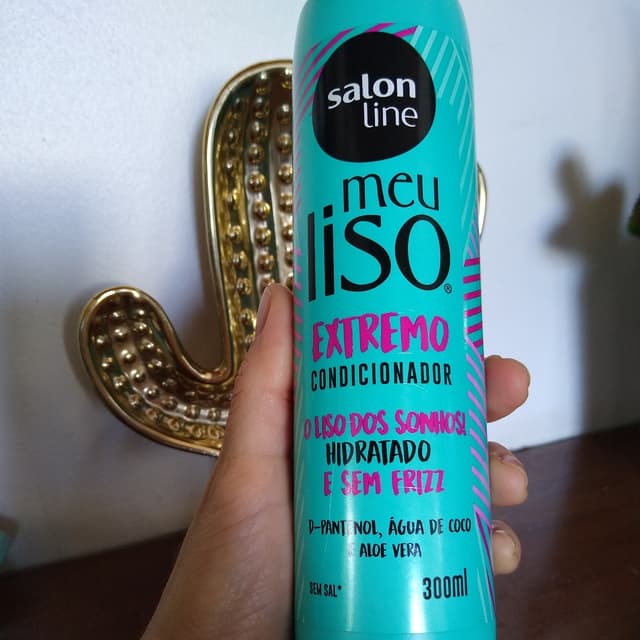 salon
line
meu
liso®
EXTREMO
CONDICIONADOR
O LISO DOS SONHOS!
HIDRATADO
E SEM FRIZZ
D-PANTENOL, ÁGUA DE COCO
E ALOE VERA
SEM SAL* 300ml